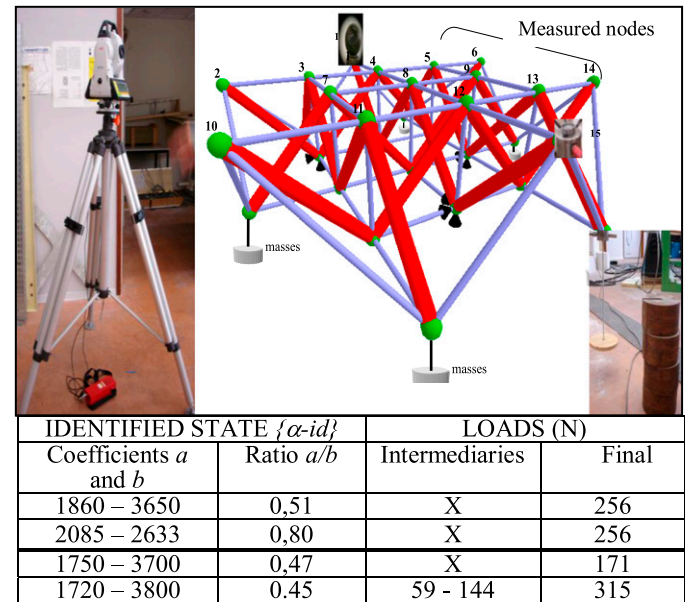 Measured nodes
1
2
3
4
5
6
7
8
9
10
11
12
13
14
15
masses
masses
IDENTIFIED STATE {α-id} LOADS (N)
Coefficients a and b Ratio a/b Intermediaries Final
1860 – 3650 0,51 X 256
2085 – 2633 0,80 X 256
1750 – 3700 0,47 X 171
1720 – 3800 0.45 59 - 144 315